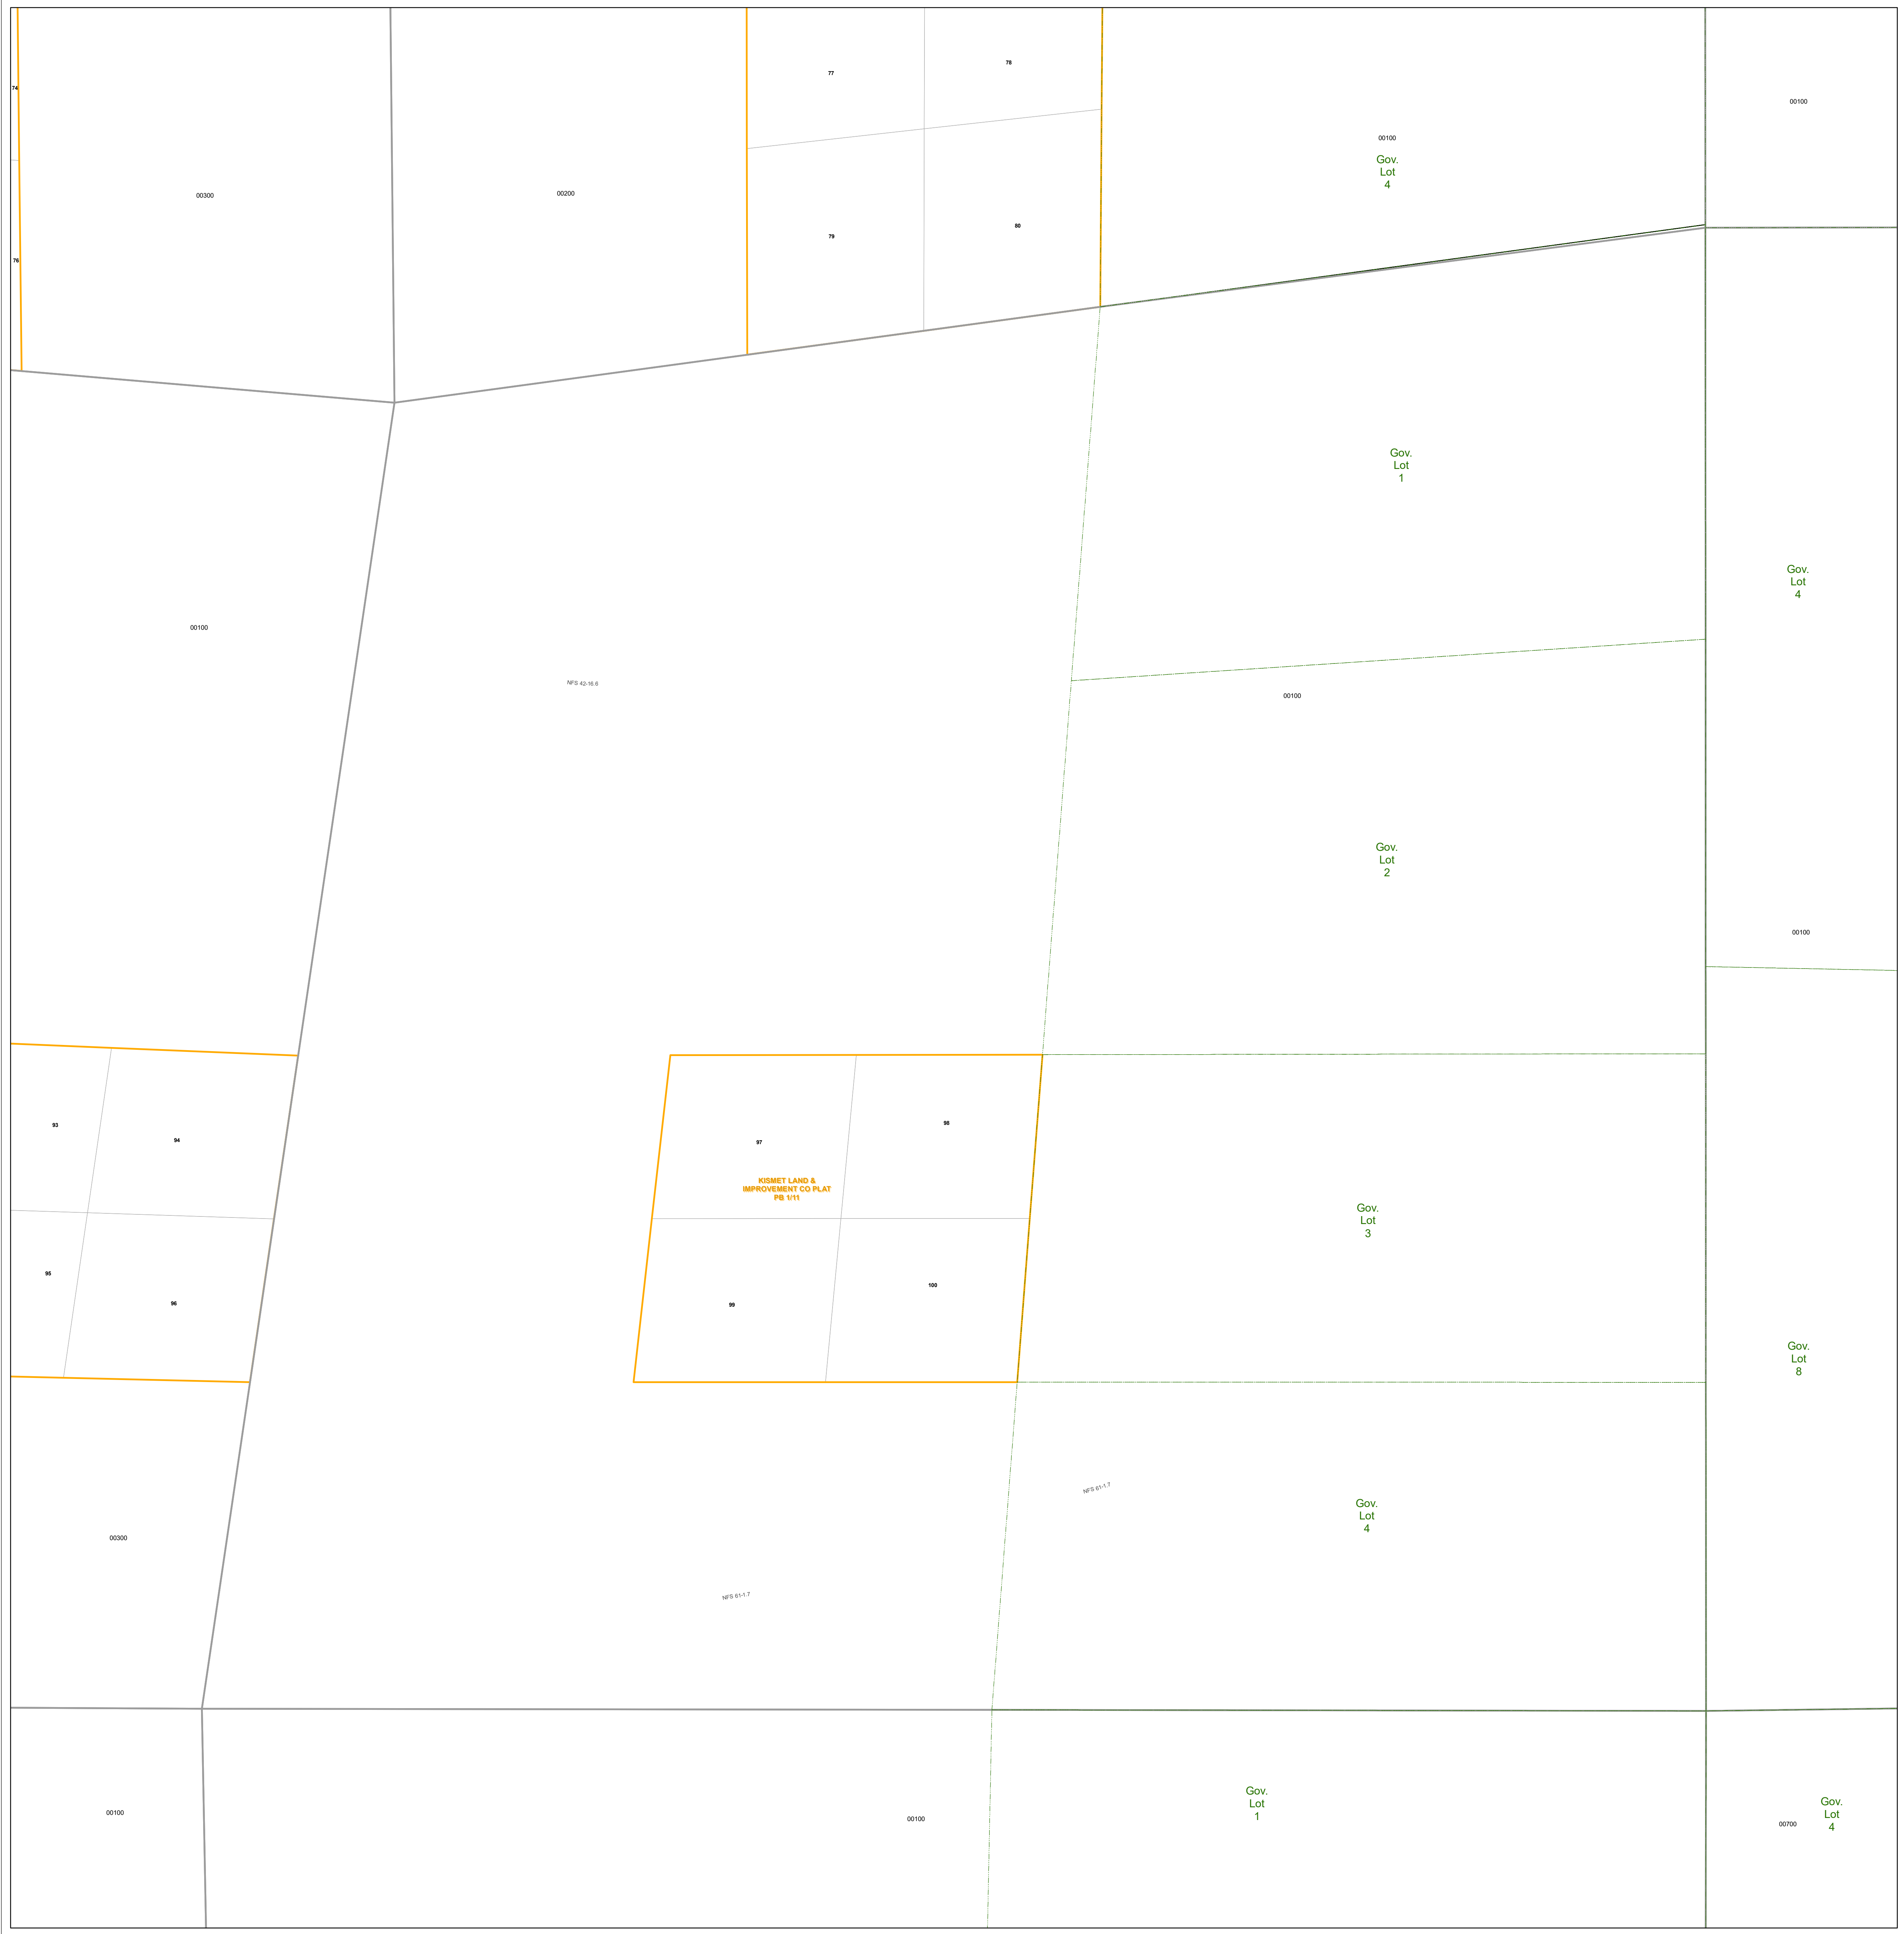 78
77
74
00100
00100
Gov.
Lot
4
00200
00300
80
79
76
Gov.
Lot
1
Gov.
Lot
4
00100
NFS 42-16.6
00100
Gov.
Lot
2
00100
98
93
94
97
KISMET LAND &
IMPROVEMENT CO PLAT
PB 1/11
Gov.
Lot
3
95
100
96
99
Gov.
Lot
8
NFS 61-1.7
Gov.
Lot
4
00300
NFS 61-1.7
Gov.
Lot
1
Gov.
Lot
4
00100
00100
00700